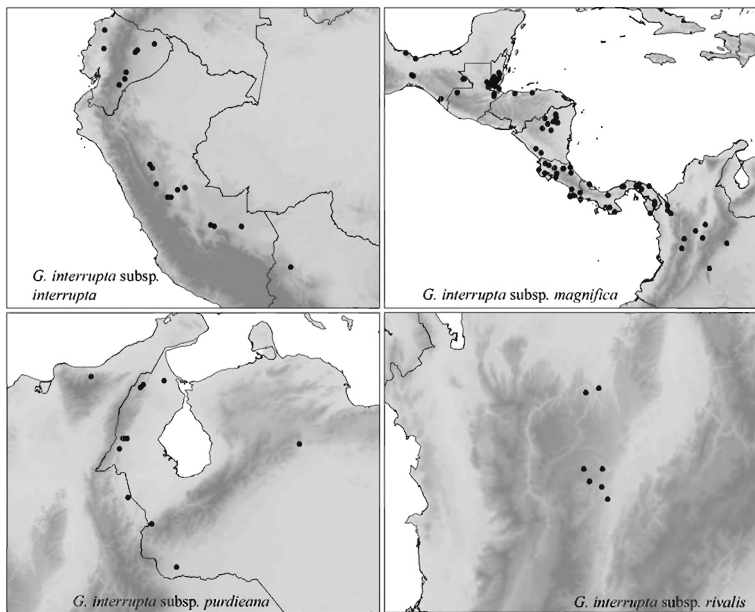 G. interrupta subsp.
interrupta
G. interrupta subsp. magnifica
G. interrupta subsp. purdieana
G. interrupta subsp. rivalis